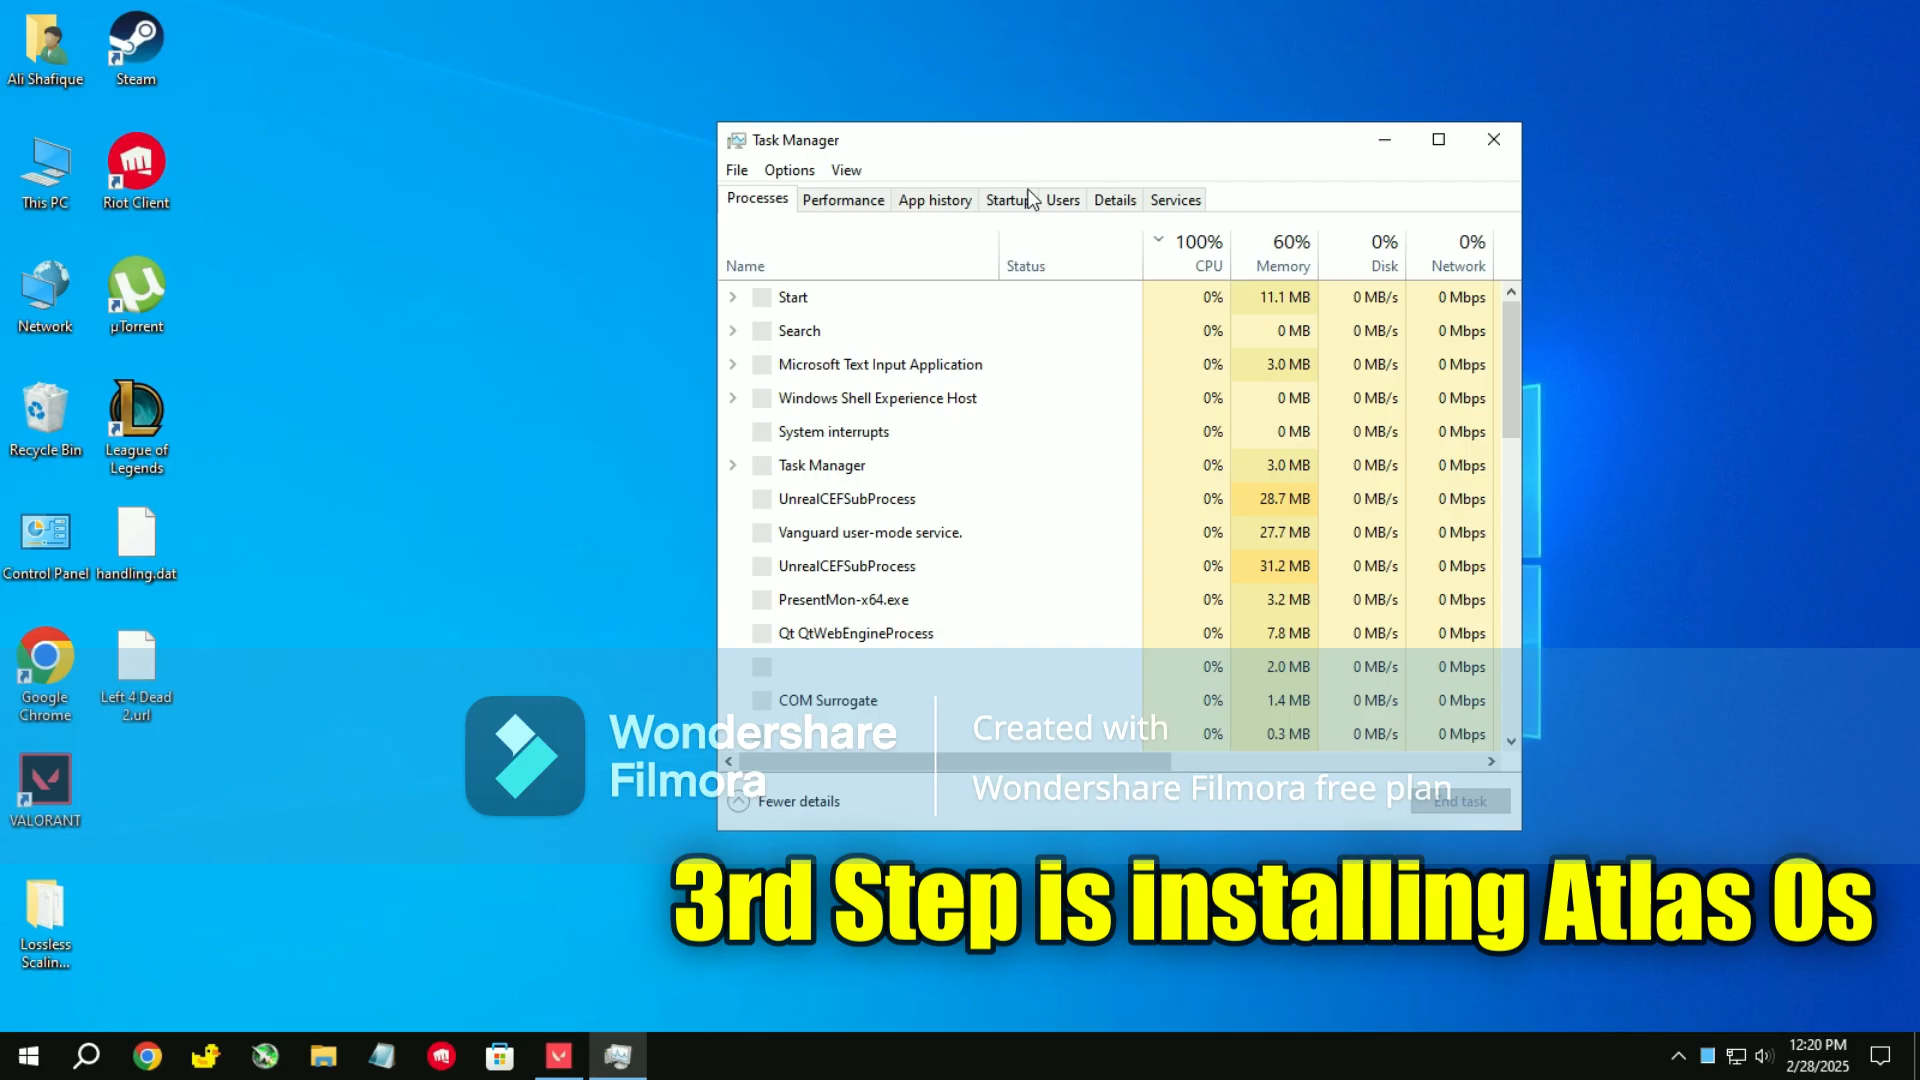 Ali Shafique
Steam
This PC
Riot Client
Network
µTorrent
Recycle Bin
League of
Legends
Control Panel
handling.dat
Google
Chrome
Left 4 Dead
2.url
VALORANT
Lossless
Scalin...
Task Manager
File Options View
Processes Performance App history Startup Users Details Services
100% 60% 0% 0%
Name Status CPU Memory Disk Network
Start 0% 11.1 MB 0 MB/s 0 Mbps
Search 0% 0 MB 0 MB/s 0 Mbps
Microsoft Text Input Application 0% 3.0 MB 0 MB/s 0 Mbps
Windows Shell Experience Host 0% 0 MB 0 MB/s 0 Mbps
System interrupts 0% 0 MB 0 MB/s 0 Mbps
Task Manager 0% 3.0 MB 0 MB/s 0 Mbps
UnrealCEFSubProcess 0% 28.7 MB 0 MB/s 0 Mbps
Vanguard user-mode service. 0% 27.7 MB 0 MB/s 0 Mbps
UnrealCEFSubProcess 0% 31.2 MB 0 MB/s 0 Mbps
PresentMon-x64.exe 0% 3.2 MB 0 MB/s 0 Mbps
Qt QtWebEngineProcess 0% 7.8 MB 0 MB/s 0 Mbps
0% 2.0 MB 0 MB/s 0 Mbps
COM Surrogate 0% 1.4 MB 0 MB/s 0 Mbps
0% 0.3 MB 0 MB/s 0 Mbps
Fewer details
End task
Wondershare
Filmora
Created with
Wondershare Filmora free plan
3rd Step is installing Atlas Os
12:20 PM
2/28/2025